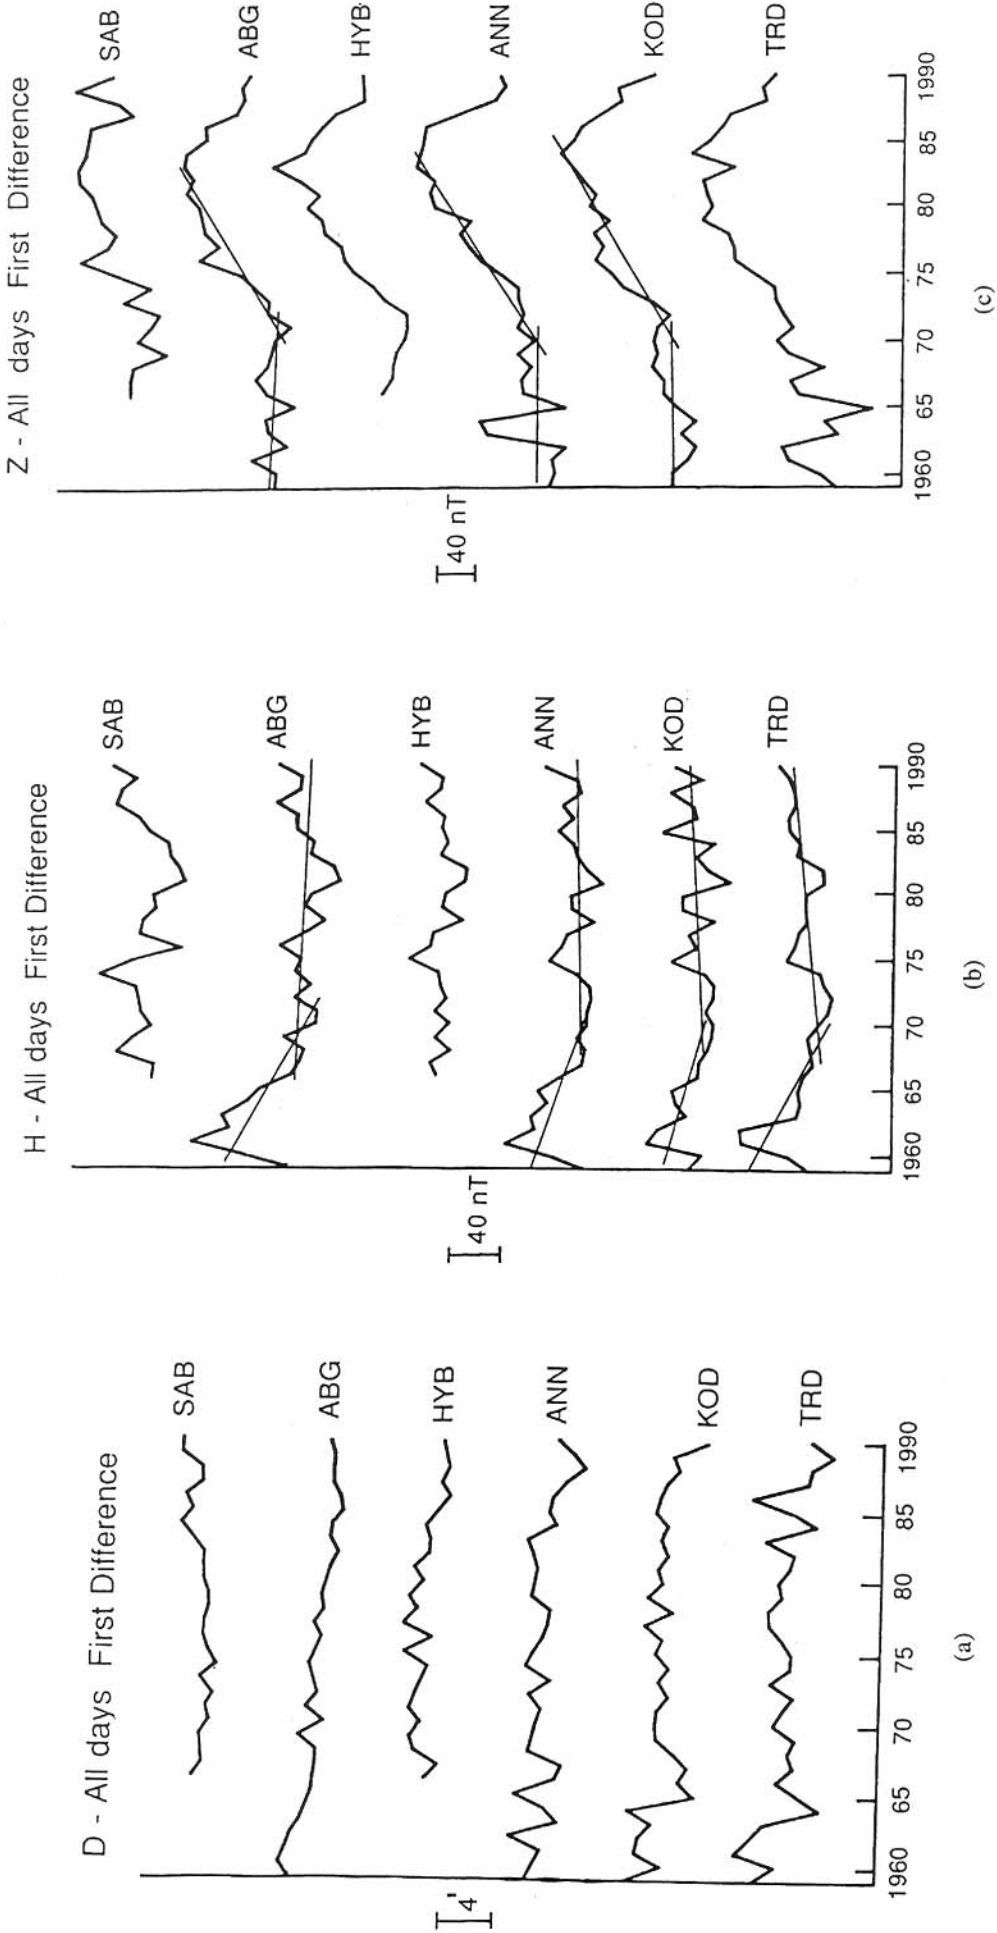 D - All days First Difference
SAB
ABG
HYB
ANN
KOD
TRD
4'
1960 65 70 75 80 85 1990
(a)
H - All days First Difference
SAB
ABG
HYB
ANN
KOD
TRD
40 nT
1960 65 70 75 80 85 1990
(b)
Z - All days First Difference
SAB
ABG
HYB
ANN
KOD
TRD
40 nT
1960 65 70 75 80 85 1990
(c)